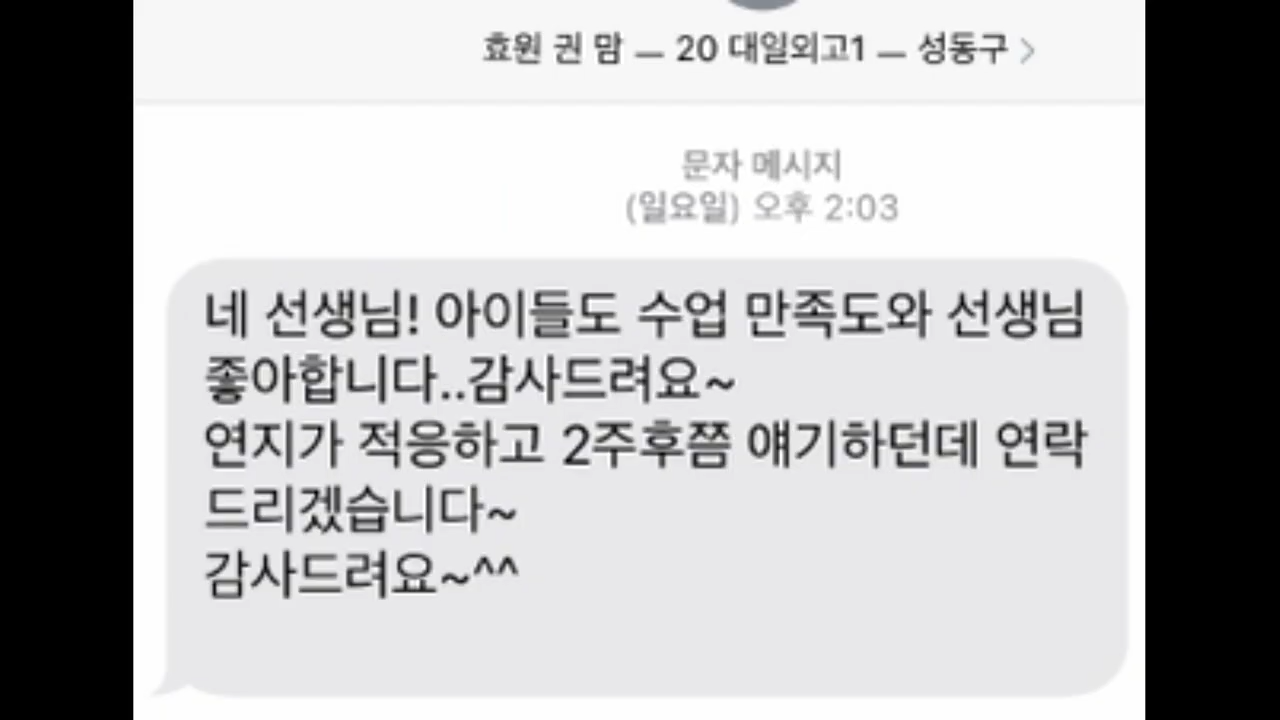 효원 권 맘 – 20 대일외고1 – 성동구 >
문자 메시지
(일요일) 오후 2:03
네 선생님! 아이들도 수업 만족도와 선생님
좋아합니다..감사드려요~
연지가 적응하고 2주후쯤 얘기하던데 연락
드리겠습니다~
감사드려요~^^